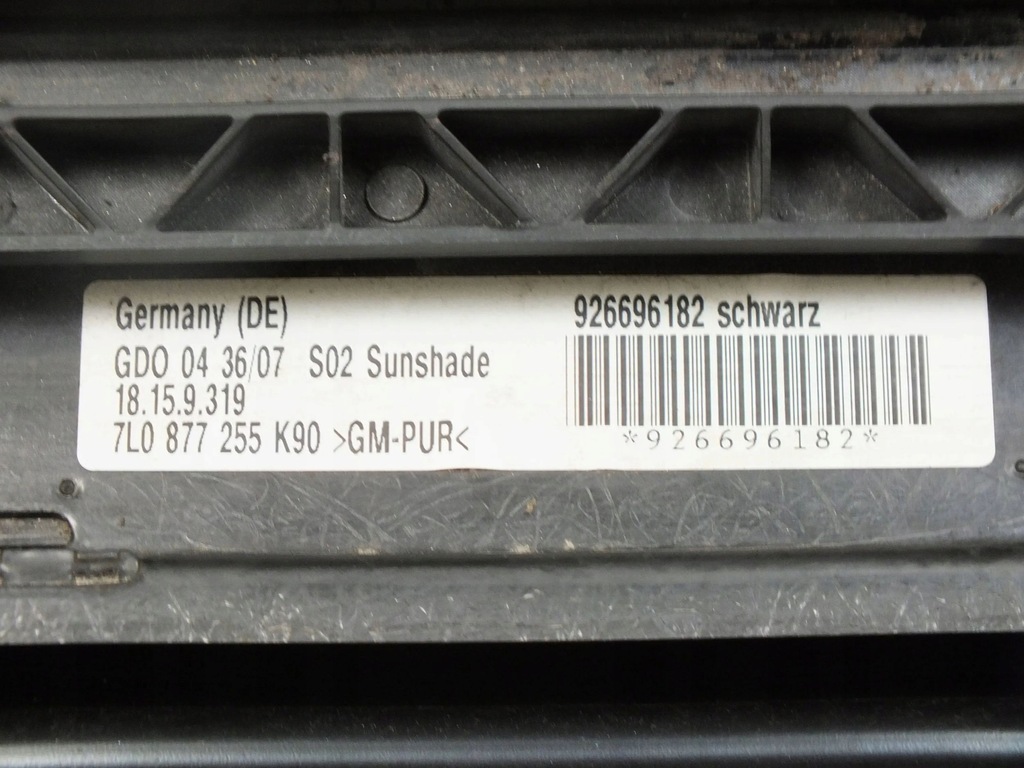 Germany (DE)
GDO 04 36/07 S02 Sunshade
18.15.9.319
7L0 877 255 K90 >GM-PUR<
926696182 schwarz
*926696182*